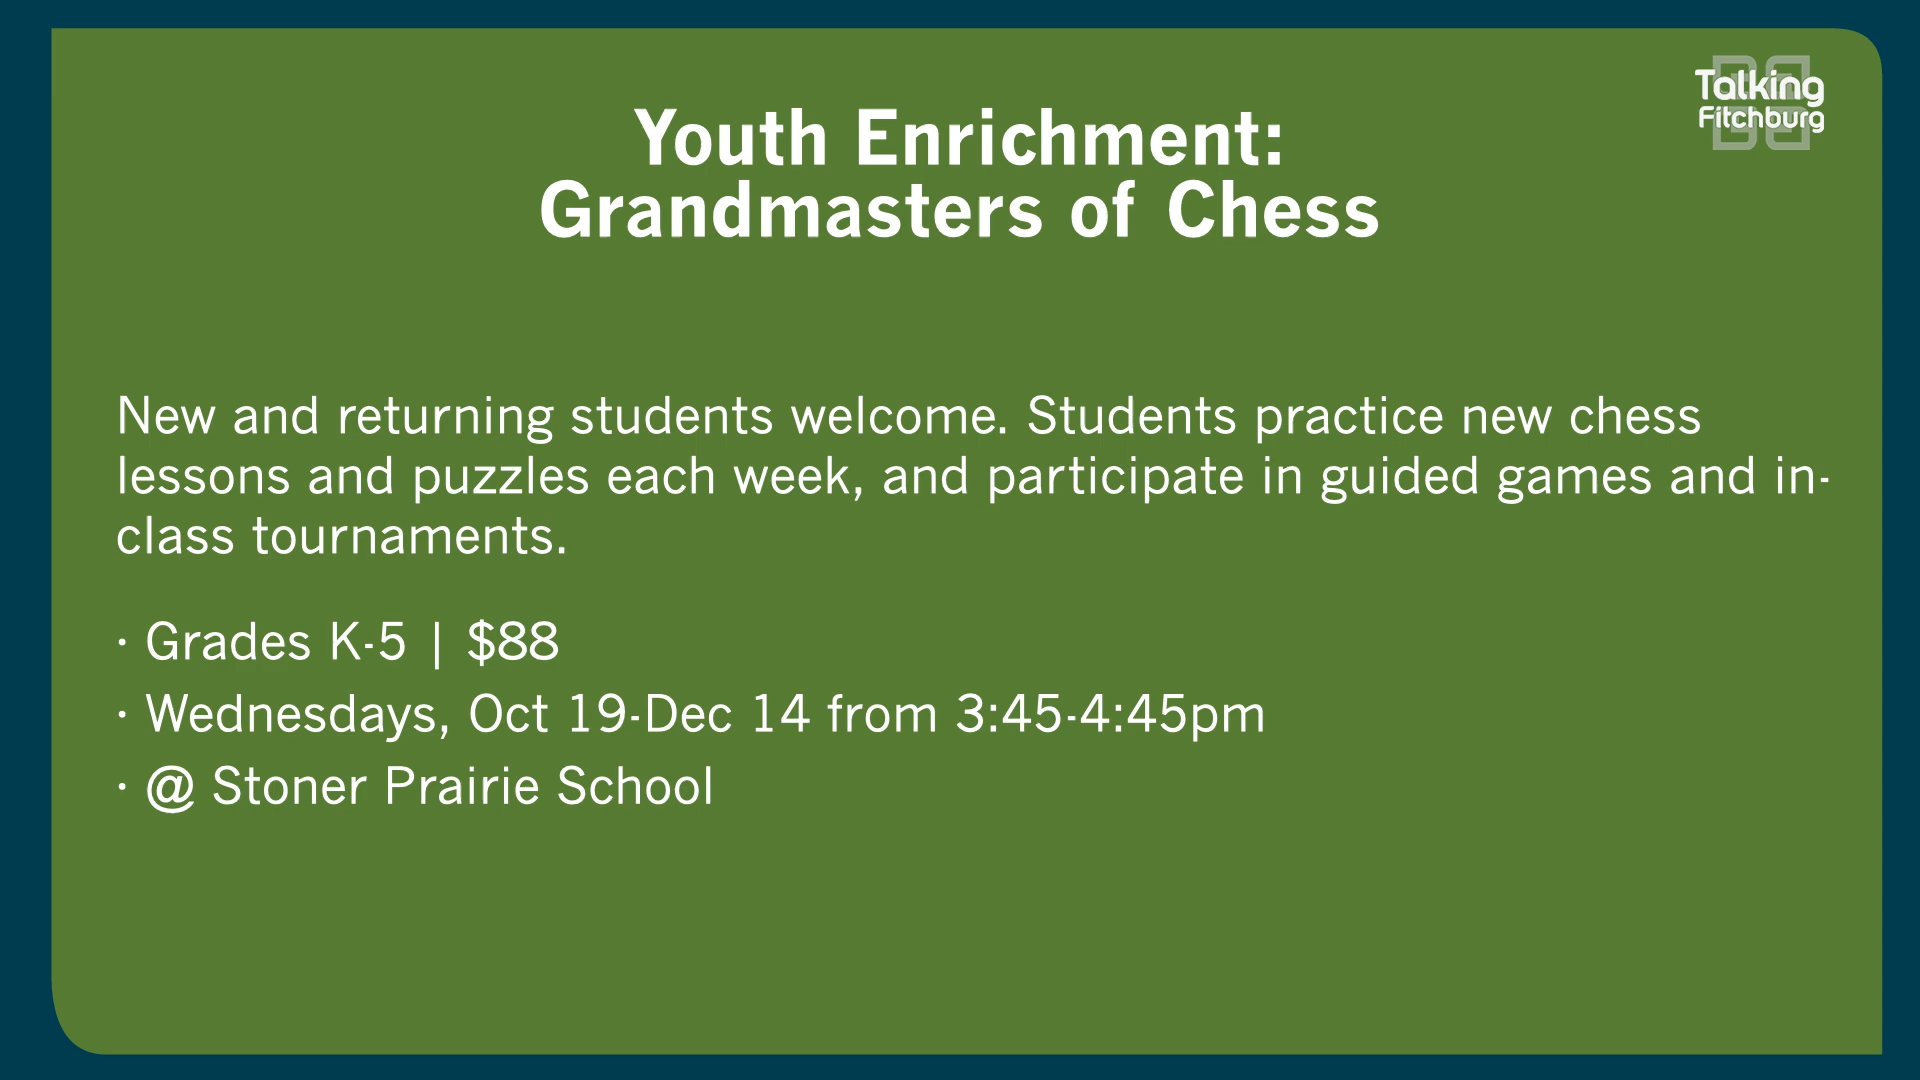 Talking
Fitchburg
Youth Enrichment:
Grandmasters of Chess
New and returning students welcome. Students practice new chess
lessons and puzzles each week, and participate in guided games and in-
class tournaments.
· Grades K-5 | $88
· Wednesdays, Oct 19-Dec 14 from 3:45-4:45pm
· @ Stoner Prairie School